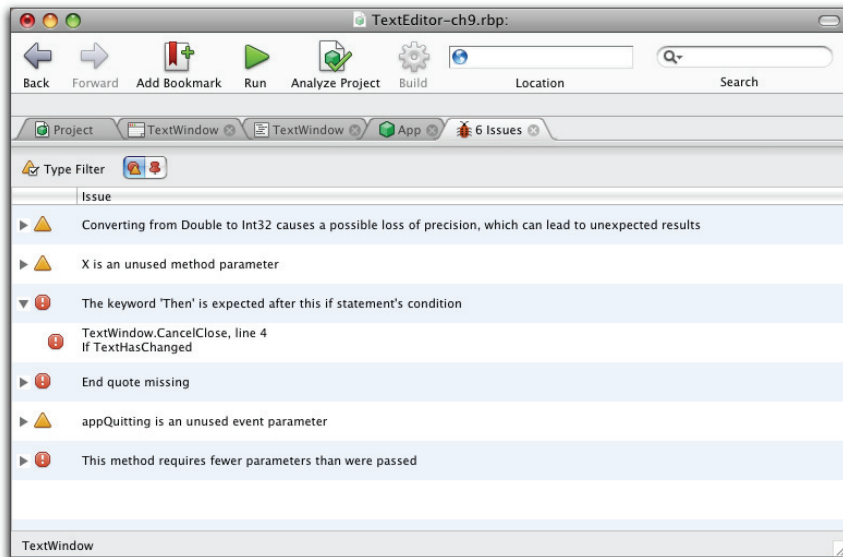 TextEditor-ch9.rbp:
Back Forward Add Bookmark Run Analyze Project Build Location Search
Project TextWindow TextWindow App 6 Issues
Type Filter
Issue
Converting from Double to Int32 causes a possible loss of precision, which can lead to unexpected results
X is an unused method parameter
The keyword 'Then' is expected after this if statement's condition
TextWindow.CancelClose, line 4
If TextHasChanged
End quote missing
appQuitting is an unused event parameter
This method requires fewer parameters than were passed
TextWindow